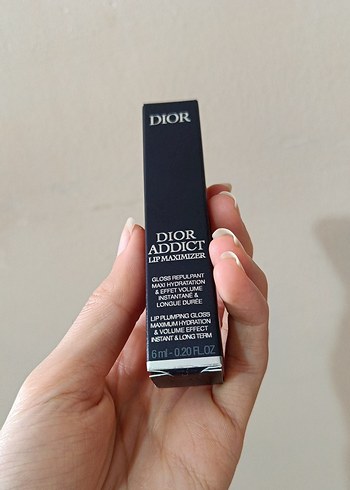 DIOR
DIOR
ADDICT
LIP MAXIMIZER
GLOSS REPULPANT
MAXI HYDRATATION
& EFFET VOLUME
INSTANTANÉ &
LONGUE DURÉE
LIP PLUMPING GLOSS
MAXIMUM HYDRATION
& VOLUME EFFECT
INSTANT & LONG TERM
6 ml - 0.20 FL.OZ